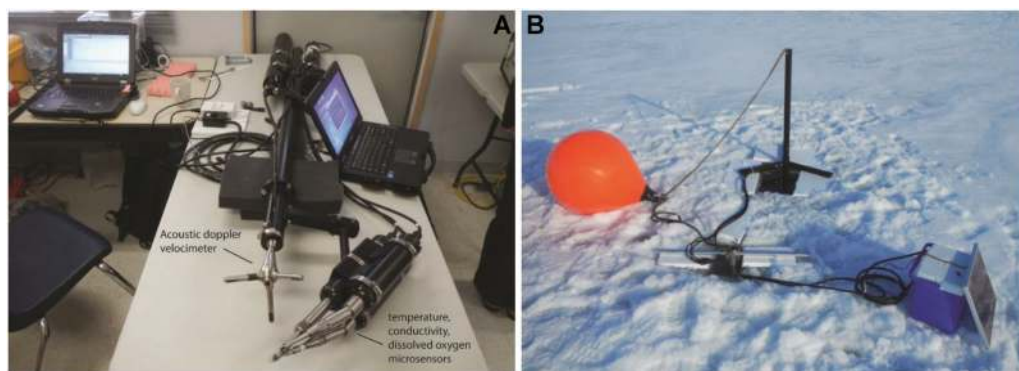 A
B
Acoustic doppler
velocimeter
temperature,
conductivity,
dissolved oxygen
microsensors